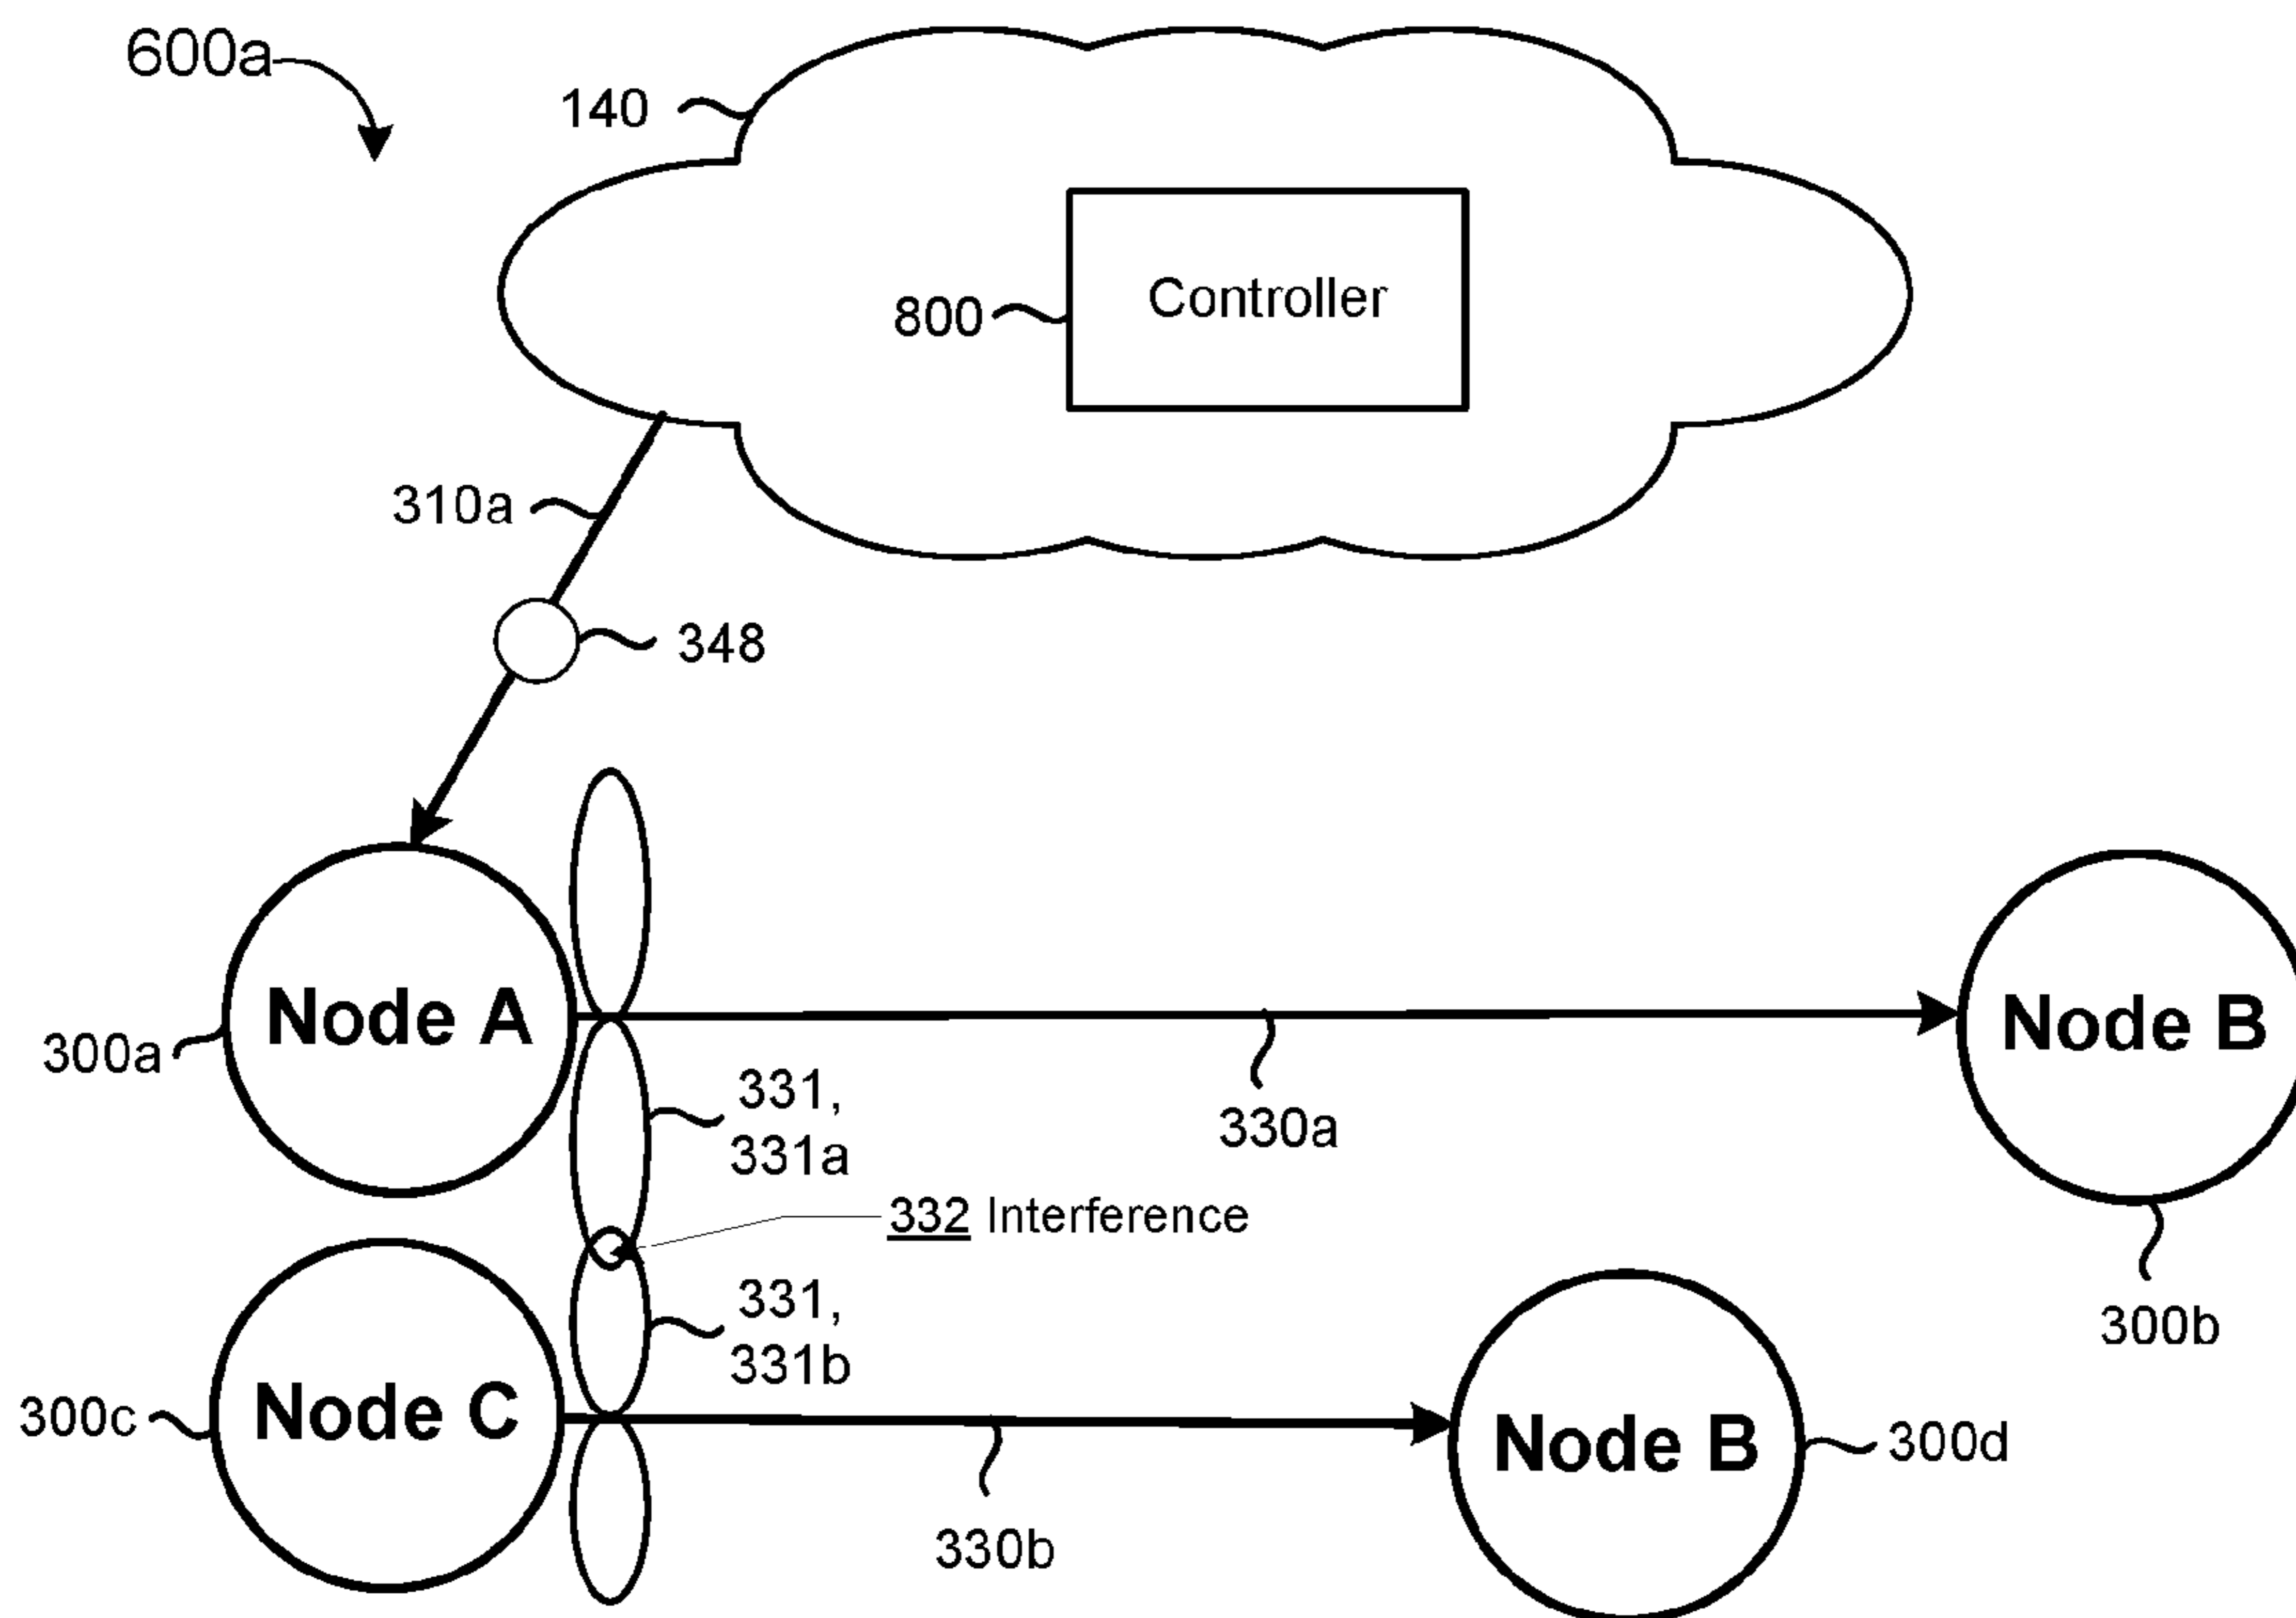 600a
140
Controller
800
310a
348
Node A
Node B
300a
331,
331a
330a
332 Interference
331,
331b
300b
Node C
Node B
300c
300d
330b